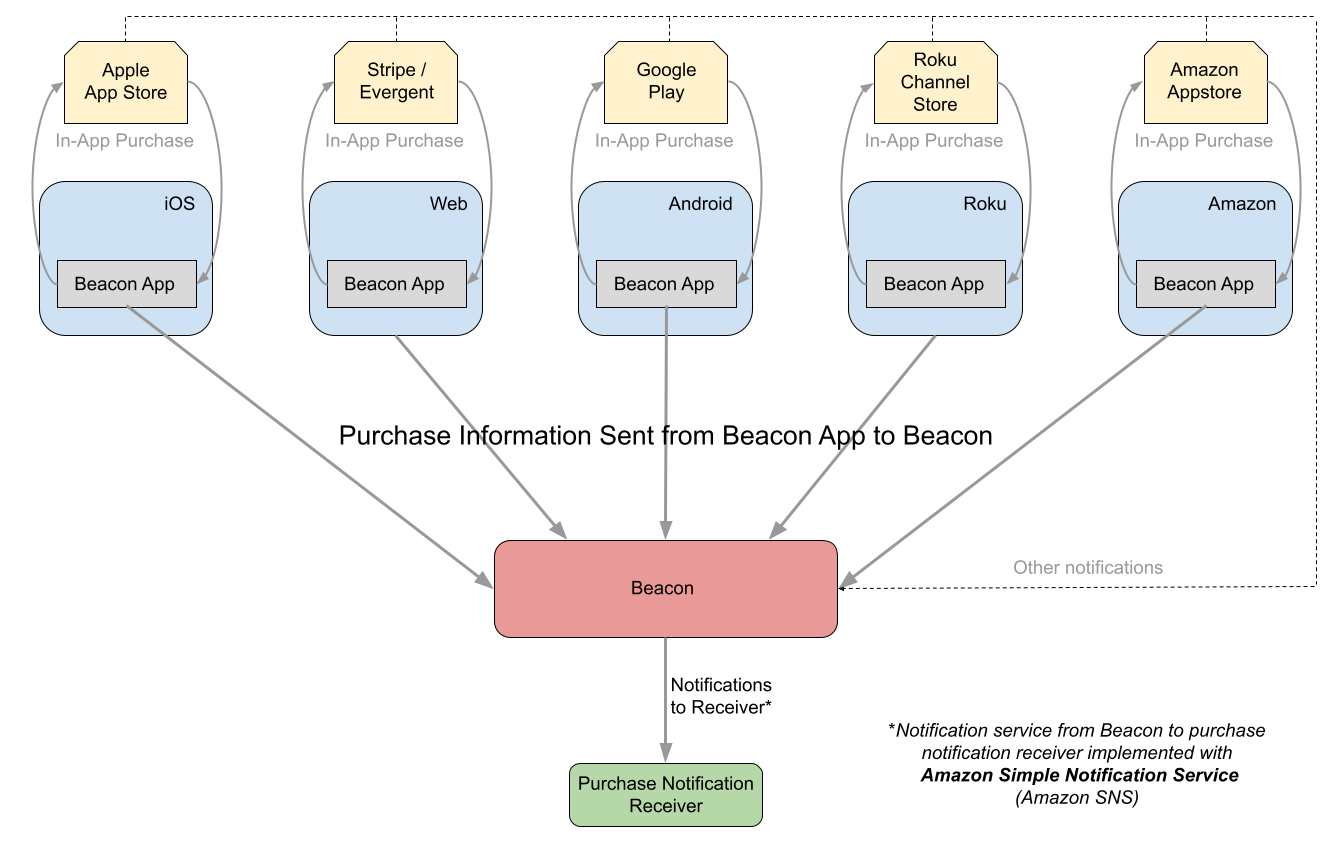 Apple
App Store
Stripe /
Evergent
Google
Play
Roku
Channel
Store
Amazon
Appstore
In-App Purchase
In-App Purchase
In-App Purchase
In-App Purchase
In-App Purchase
iOS
Web
Android
Roku
Amazon
Beacon App
Beacon App
Beacon App
Beacon App
Beacon App
Purchase Information Sent from Beacon App to Beacon
Other notifications
Beacon
Notifications
to Receiver*
*Notification service from Beacon to purchase
notification receiver implemented with
Amazon Simple Notification Service
(Amazon SNS)
Purchase Notification
Receiver